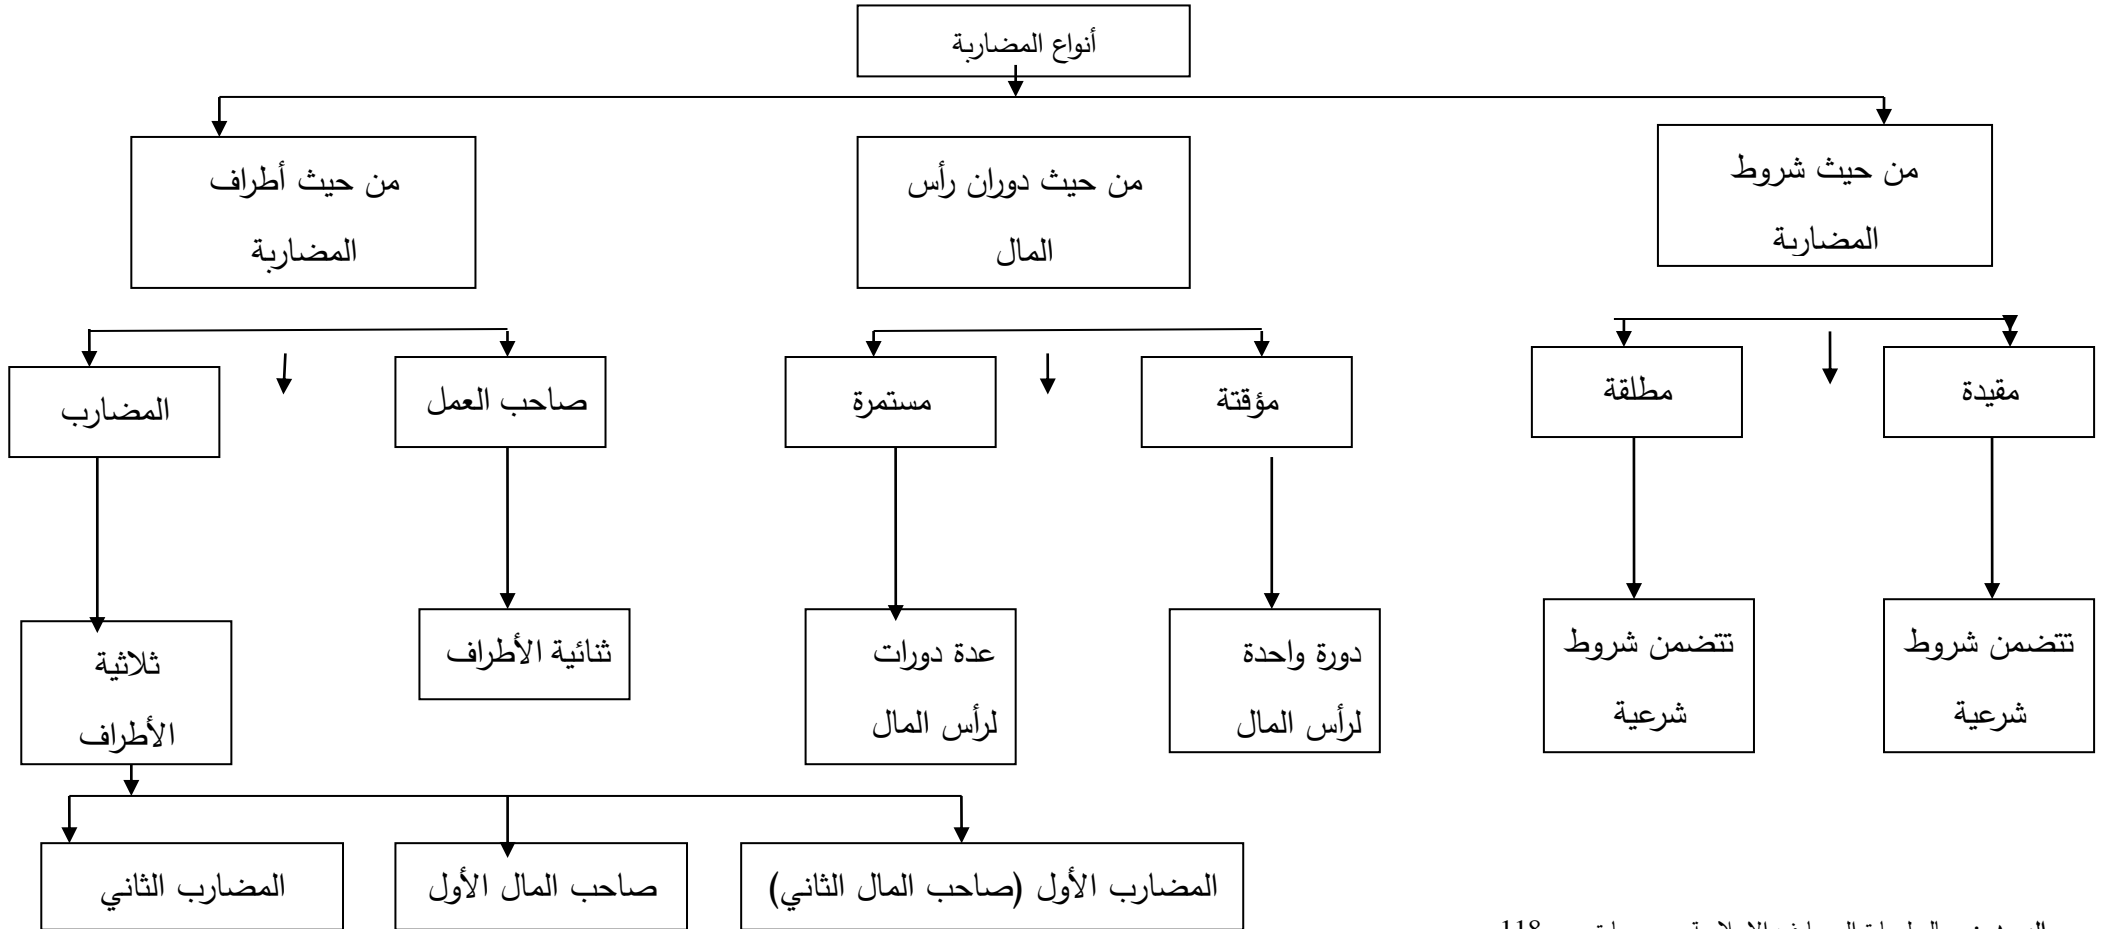 أنواع المضاربة
من حيث شروط
المضاربة
من حيث دوران رأس
المال
من حيث أطراف
المضاربة
مقيدة
مطلقة
مؤقتة
مستمرة
صاحب العمل
المضارب
تتضمن شروط
شرعية
تتضمن شروط
شرعية
دورة واحدة
لرأس المال
عدة دورات
لرأس المال
ثنائية الأطراف
ثلاثية
الأطراف
المضارب الأول (صاحب المال الثاني)
صاحب المال الأول
المضارب الثاني
118